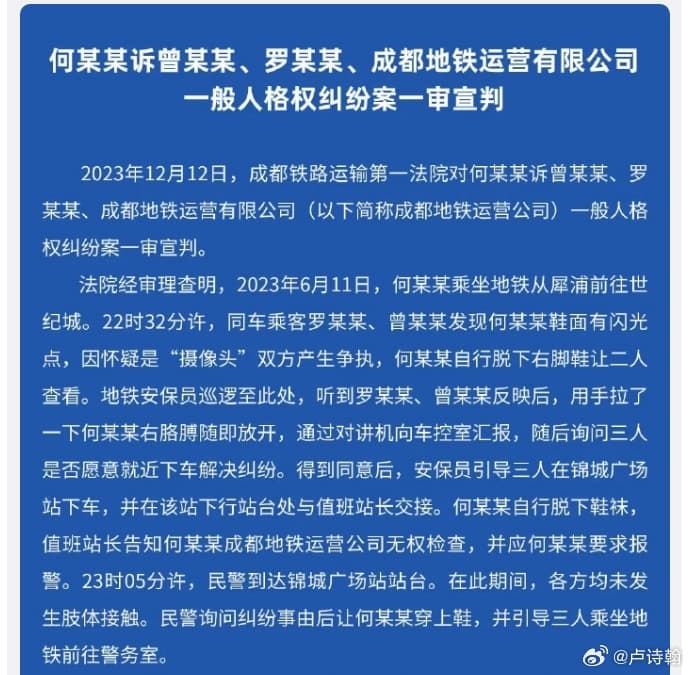 何某某诉曾某某、罗某某、成都地铁运营有限公司
一般人格权纠纷案一审宣判
2023年12月12日，成都铁路运输第一法院对何某某诉曾某某、罗
某某、成都地铁运营有限公司（以下简称成都地铁运营公司）一般人格
权纠纷案一审宣判。
法院经审理查明，2023年6月11日，何某某乘坐地铁从犀浦前往世
纪城。22时32分许，同车乘客罗某某、曾某某发现何某某鞋面有闪光
点，因怀疑是“摄像头”双方产生争执，何某某自行脱下右脚鞋让二人
查看。地铁安保员巡逻至此处，听到罗某某、曾某某反映后，用手拉了
一下何某某右胳膊随即放开，通过对讲机向车控室汇报，随后询问三人
是否愿意就近下车解决纠纷。得到同意后，安保员引导三人在锦城广场
站下车，并在该站下行站台处与值班站长交接。何某某自行脱下鞋袜，
值班站长告知何某某成都地铁运营公司无权检查，并应何某某要求报
警。23时05分许，民警到达锦城广场站站台。在此期间，各方均未发
生肢体接触。民警询问纠纷事由后让何某某穿上鞋，并引导三人乘坐地
铁前往警务室。
@卢诗翰